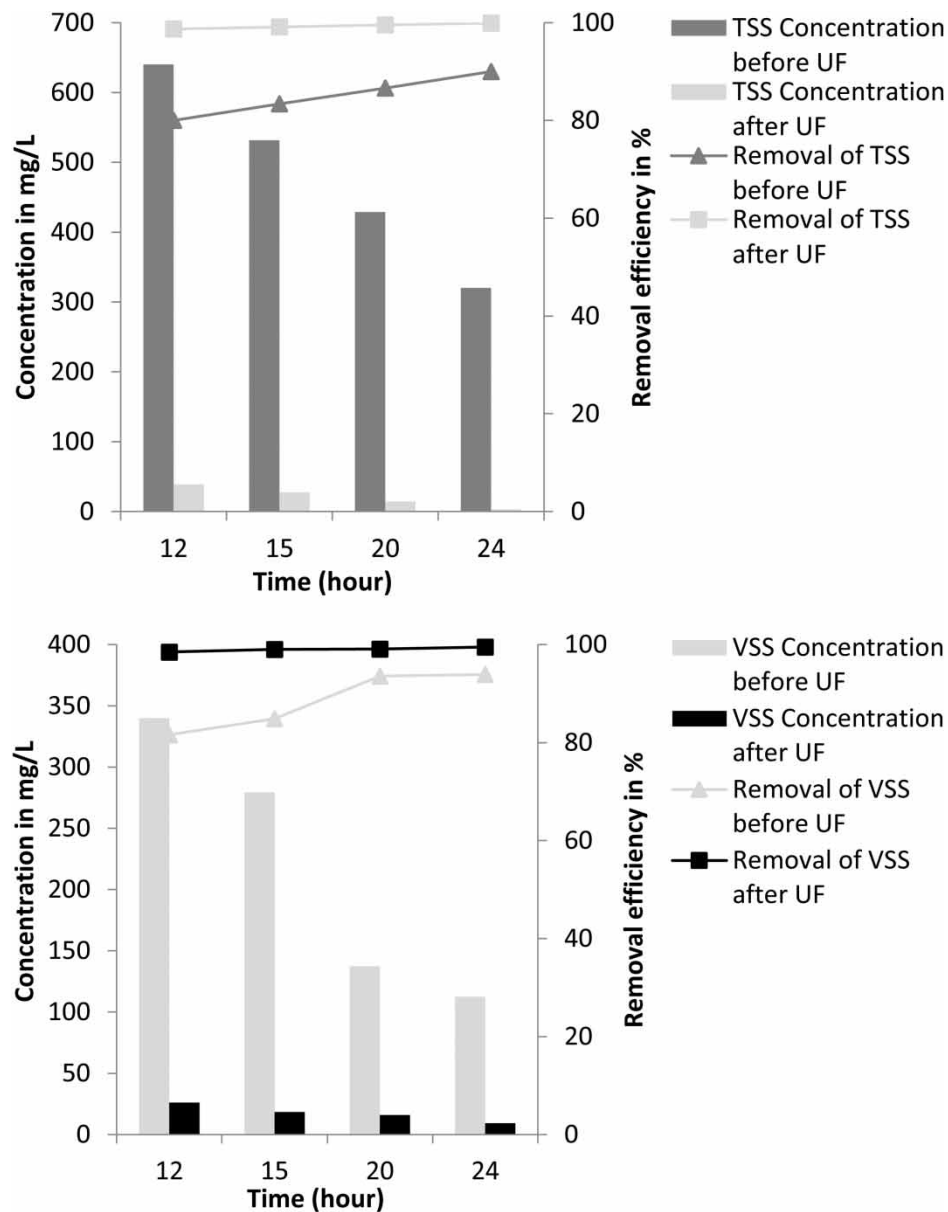 700
600
500
400
300
200
100
0
Concentration in mg/L
100
80
60
40
20
0
Removal efficiency in %
12 15 20 24
Time (hour)
TSS Concentration
before UF
TSS Concentration
after UF
Removal of TSS
before UF
Removal of TSS
after UF
400
350
300
250
200
150
100
50
0
Concentration in mg/L
100
80
60
40
20
0
Removal efficiency in %
12 15 20 24
Time (hour)
VSS Concentration
before UF
VSS Concentration
after UF
Removal of VSS
before UF
Removal of VSS
after UF